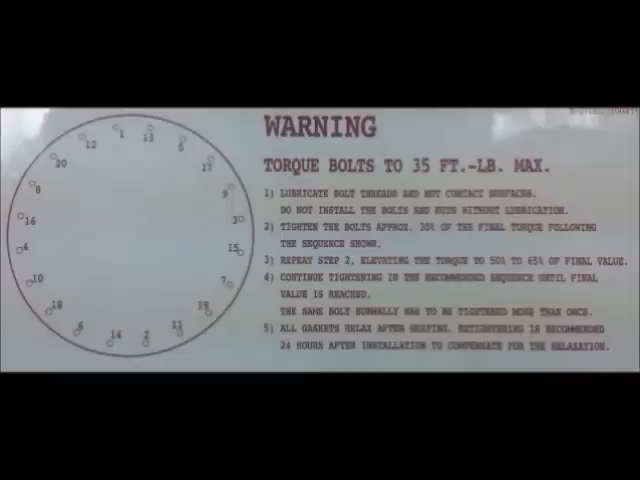 WARNING
TORQUE BOLTS TO 35 FT.-LB. MAX.
1) LUBRICATE BOLT THREADS AND NUT CONTACT SURFACES.
DO NOT INSTALL THE BOLTS AND NUTS WITHOUT LUBRICATION.
2) TIGHTEN THE BOLTS APPROX. 30% OF THE FINAL TORQUE FOLLOWING
THE SEQUENCE SHOWN.
3) REPEAT STEP 2, ELEVATING THE TORQUE TO 50% TO 65% OF FINAL VALUE.
4) CONTINUE TIGHTENING IN THE RECOMMENDED SEQUENCE UNTIL FINAL
VALUE IS REACHED.
THE SAME BOLT NORMALLY HAS TO BE TIGHTENED MORE THAN ONCE.
5) ALL GASKETS RELAX AFTER SEATING. RETIGHTENING IS RECOMMENDED
24 HOURS AFTER INSTALLATION TO COMPENSATE FOR THE RELAXATION.
1
13
5
17
9
3
15
7
19
11
2
14
6
18
10
4
16
8
20
12